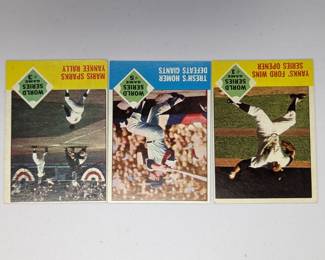 YANKS' FORD WINS
SERIES OPENER
WORLD
SERIES
GAME
1
TRESH'S HOMER
DEFEATS GIANTS
WORLD
SERIES
GAME
5
MARIS SPARKS
YANKEE RALLY
WORLD
SERIES
GAME
3